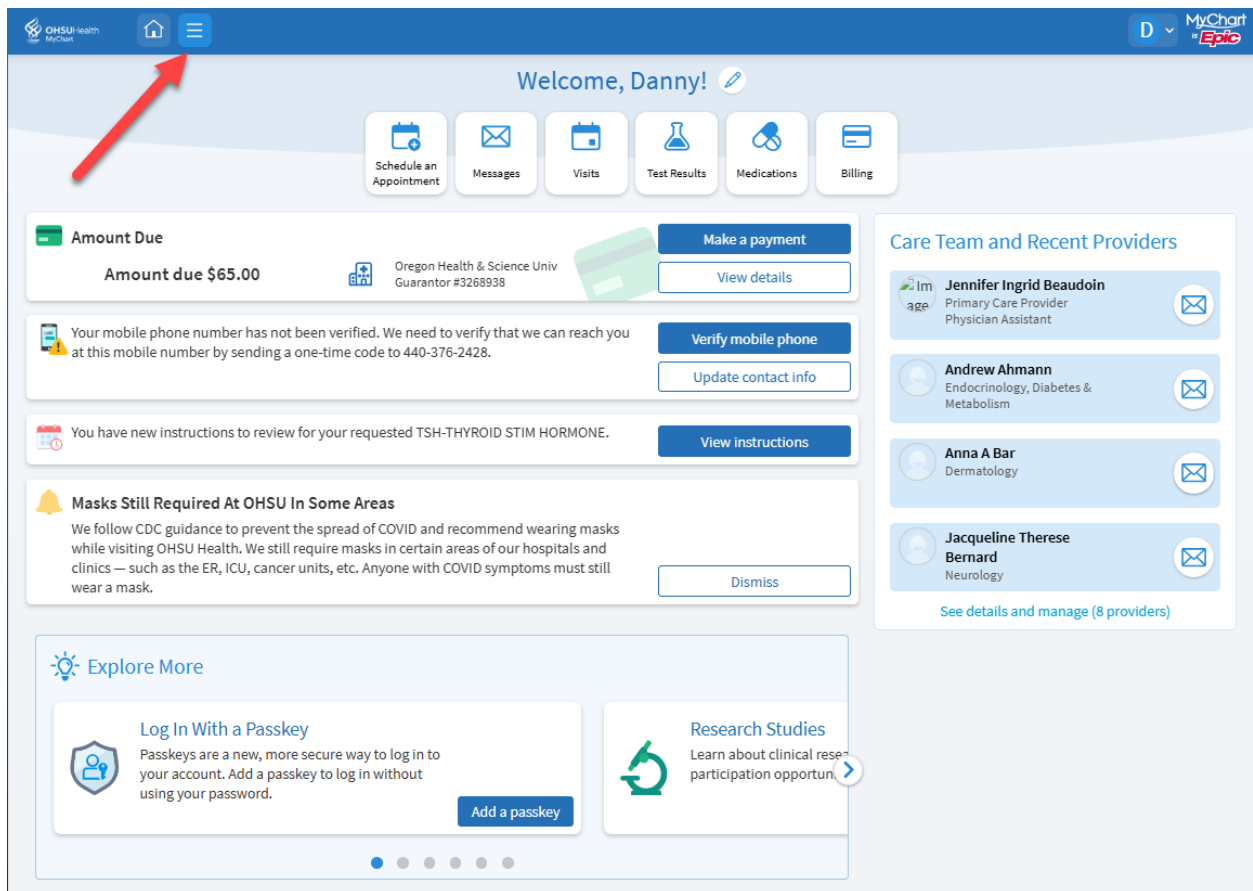 OHSUHealth
MyChart
D
MyChart
is Epic
Welcome, Danny!
Schedule an
Appointment
Messages
Visits
Test Results
Medications
Billing
Amount Due
Amount due $65.00
Oregon Health & Science Univ
Guarantor #3268938
Make a payment
View details
Your mobile phone number has not been verified. We need to verify that we can reach you
at this mobile number by sending a one-time code to 440-376-2428.
Verify mobile phone
Update contact info
You have new instructions to review for your requested TSH-THYROID STIM HORMONE.
View instructions
Masks Still Required At OHSU In Some Areas
We follow CDC guidance to prevent the spread of COVID and recommend wearing masks
while visiting OHSU Health. We still require masks in certain areas of our hospitals and
clinics — such as the ER, ICU, cancer units, etc. Anyone with COVID symptoms must still
wear a mask.
Dismiss
Care Team and Recent Providers
Im
age
Jennifer Ingrid Beaudoin
Primary Care Provider
Physician Assistant
Andrew Ahmann
Endocrinology, Diabetes &
Metabolism
Anna A Bar
Dermatology
Jacqueline Therese
Bernard
Neurology
See details and manage (8 providers)
Explore More
Log In With a Passkey
Passkeys are a new, more secure way to log in to
your account. Add a passkey to log in without
using your password.
Add a passkey
Research Studies
Learn about clinical resea
participation opportun